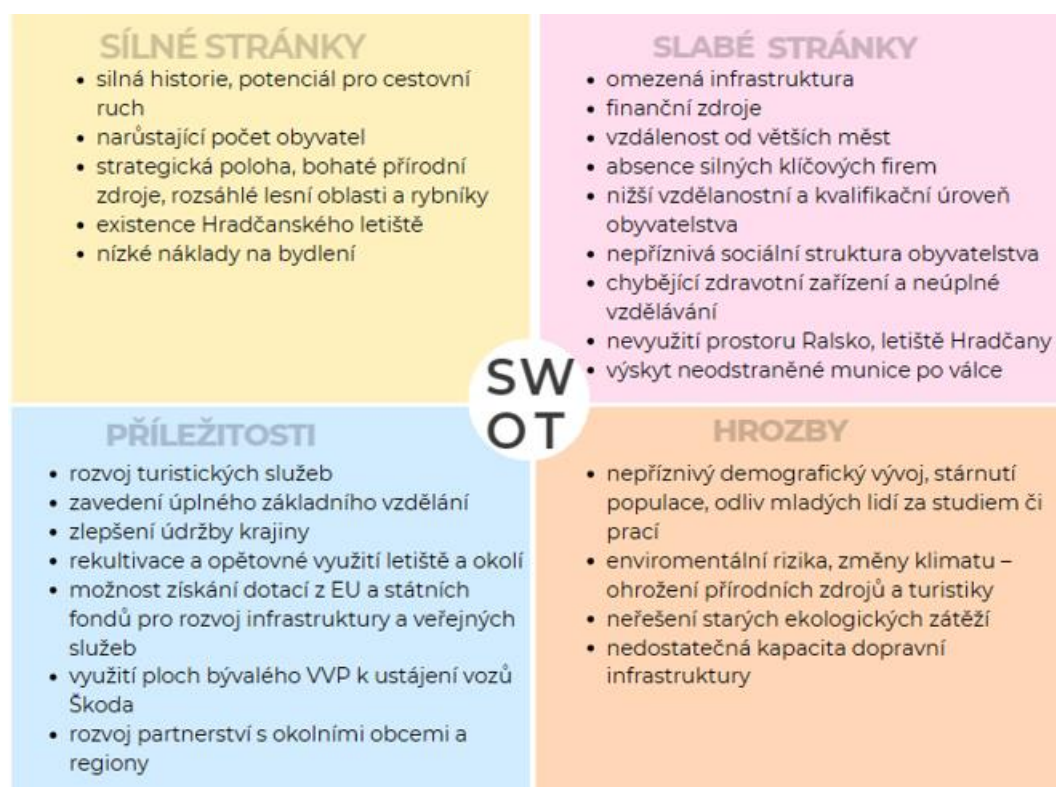 SÍLNÉ STRÁNKY
• silná historie, potenciál pro cestovní
ruch
• narůstající počet obyvatel
• strategická poloha, bohaté přírodní
zdroje, rozsáhlé lesní oblasti a rybníky
• existence Hradčanského letiště
• nízké náklady na bydlení
SLABÉ STRÁNKY
• omezená infrastruktura
• finanční zdroje
• vzdálenost od větších měst
• absence silných klíčových firem
• nižší vzdělanostní a kvalifikační úroveň
obyvatelstva
• nepříznivá sociální struktura obyvatelstva
• chybějící zdravotní zařízení a neúplné
vzdělávání
• nevyužití prostoru Ralsko, letiště Hradčany
• výskyt neodstraněné munice po válce
SW
OT
PŘÍLEŽITOSTI
• rozvoj turistických služeb
• zavedení úplného základního vzdělání
• zlepšení údržby krajiny
• rekultivace a opětovné využití letiště a okolí
• možnost získání dotací z EU a státních
fondů pro rozvoj infrastruktury a veřejných
služeb
• využití ploch bývalého VVP k ustájení vozů
Škoda
• rozvoj partnerství s okolními obcemi a
regiony
HROZBY
• nepříznivý demografický vývoj, stárnutí
populace, odliv mladých lidí za studiem či
prací
• enviromentální rizika, změny klimatu –
ohrožení přírodních zdrojů a turistiky
• neřešení starých ekologických zátěží
• nedostatečná kapacita dopravní
infrastruktury